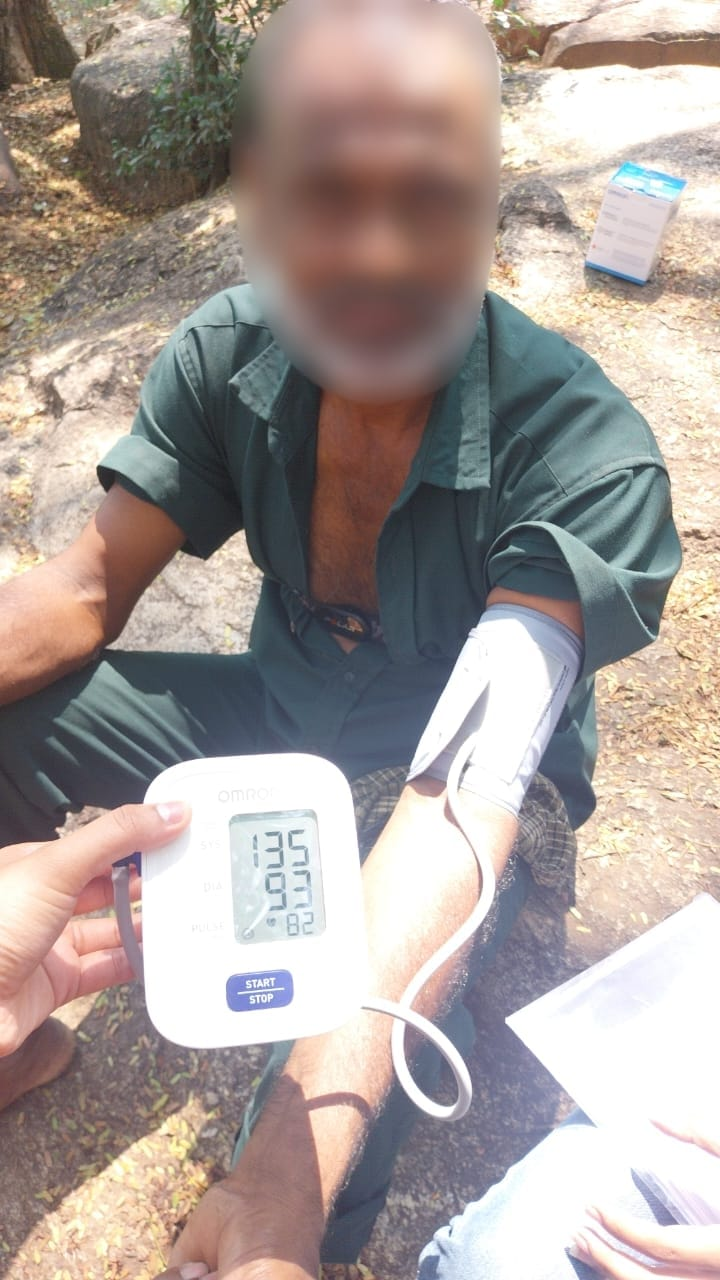 OMRON
SYS 135
DIA 93
PULSE 82
START
STOP